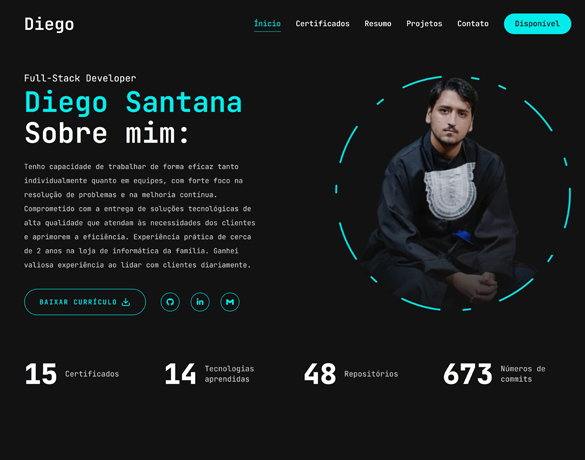 Diego
Início Certificados Resumo Projetos Contato Disponível
Full-Stack Developer
Diego Santana
Sobre mim:
Tenho capacidade de trabalhar de forma eficaz tanto
individualmente quanto em equipes, com forte foco na
resolução de problemas e na melhoria contínua.
Comprometido com a entrega de soluções tecnológicas de
alta qualidade que atendam às necessidades dos clientes
e aprimorem a eficiência. Experiência prática de cerca
de 2 anos na loja de informática da família. Ganhei
valiosa experiência ao lidar com clientes diariamente.
BAIXAR CURRÍCULO
15 Certificados
14 Tecnologias
aprendidas
48 Repositórios
673 Números de
commits